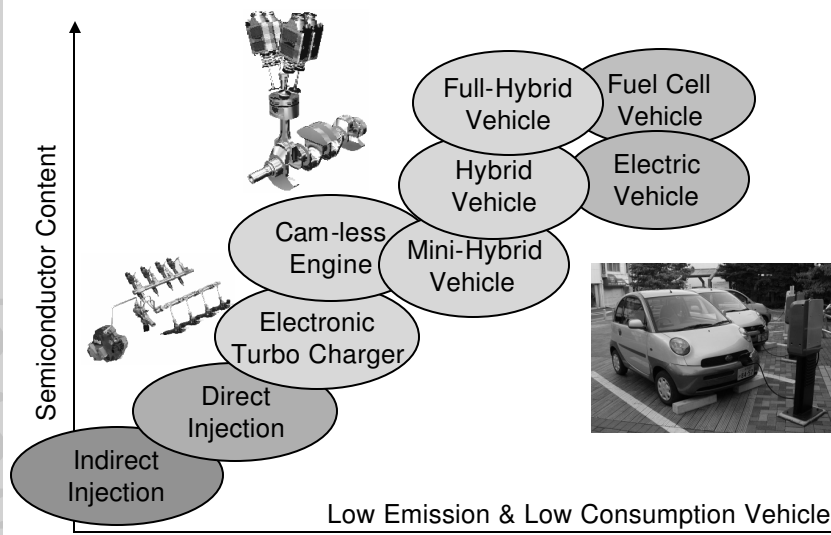 Semiconductor Content
Full-Hybrid
Vehicle
Fuel Cell
Vehicle
Hybrid
Vehicle
Electric
Vehicle
Cam-less
Engine
Mini-Hybrid
Vehicle
Electronic
Turbo Charger
Direct
Injection
Indirect
Injection
Low Emission & Low Consumption Vehicle